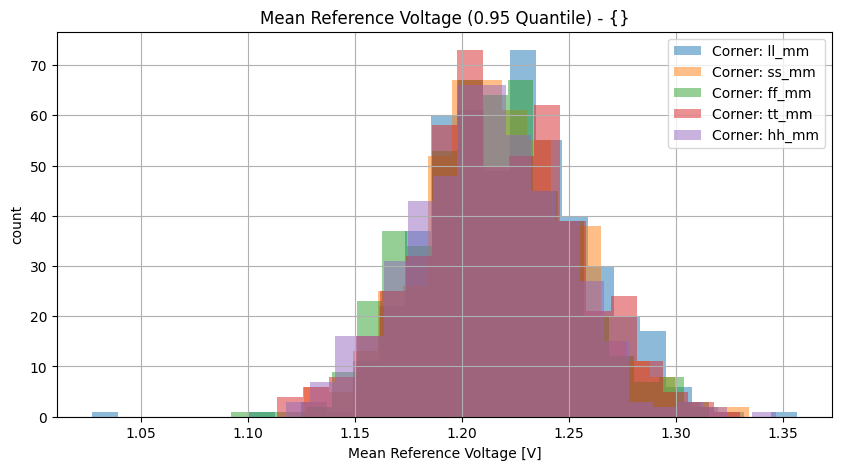 Mean Reference Voltage (0.95 Quantile) - {}
Corner: ll_mm
Corner: ss_mm
Corner: ff_mm
Corner: tt_mm
Corner: hh_mm
70
60
50
40
30
20
10
0
count
1.05
1.10
1.15
1.20
1.25
1.30
1.35
Mean Reference Voltage [V]